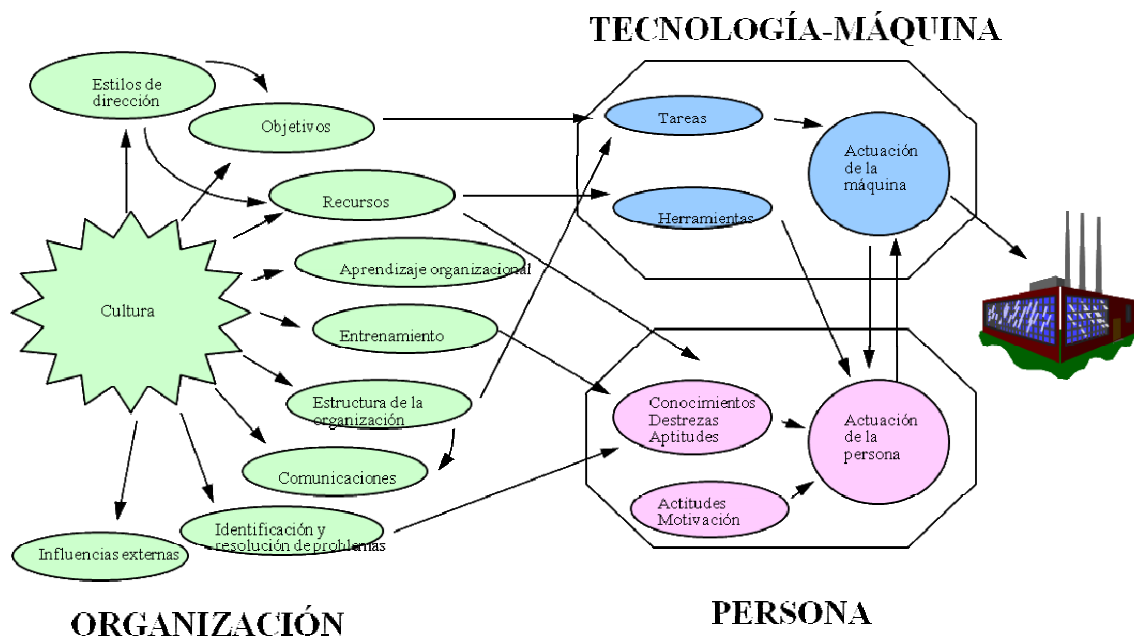 TECNOLOGÍA-MÁQUINA
Estilos de
dirección
Objetivos
Recursos
Aprendizaje organizacional
Cultura
Entrenamiento
Estructura de la
organización
Comunicaciones
Identificación y
resolución de problemas
Influencias externas
ORGANIZACIÓN
Tareas
Herramientas
Actuación
de la
máquina
Conocimientos
Destrezas
Aptitudes
Actitudes
Motivación
Actuación
de la
persona
PERSONA